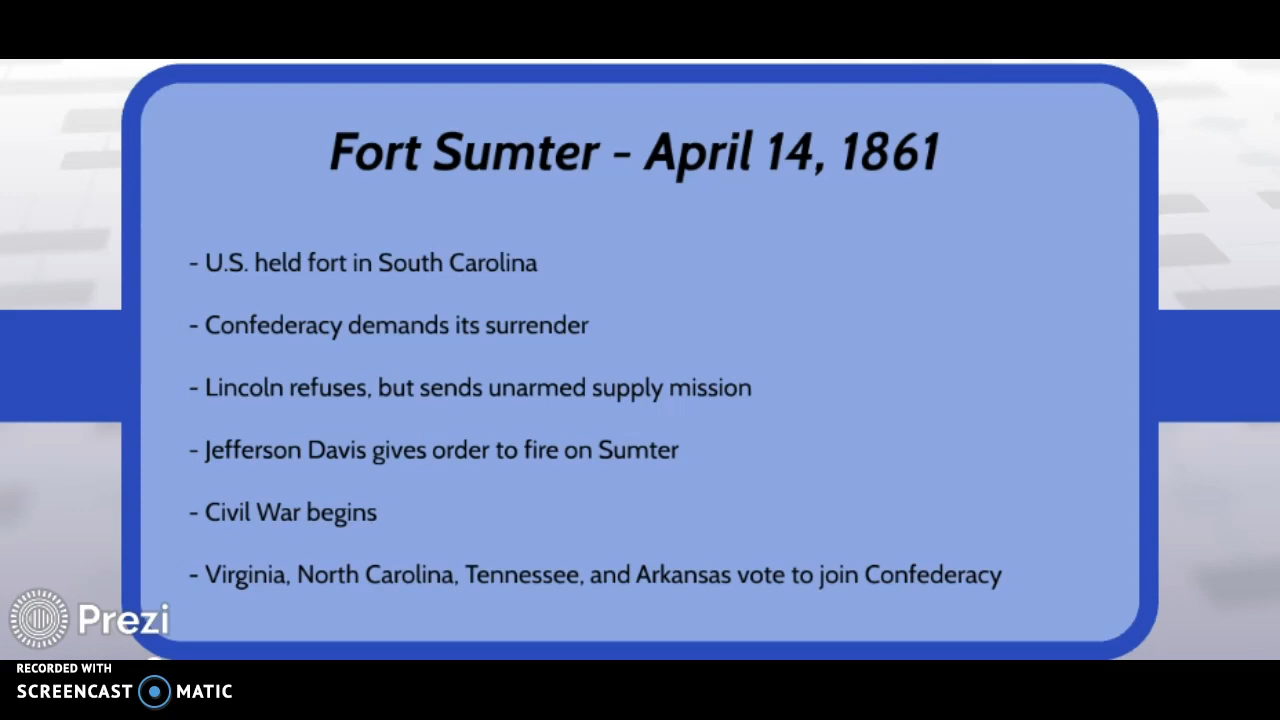 Fort Sumter - April 14, 1861
- U.S. held fort in South Carolina
- Confederacy demands its surrender
- Lincoln refuses, but sends unarmed supply mission
- Jefferson Davis gives order to fire on Sumter
- Civil War begins
- Virginia, North Carolina, Tennessee, and Arkansas vote to join Confederacy
Prezi
RECORDED WITH
SCREENCAST MATIC